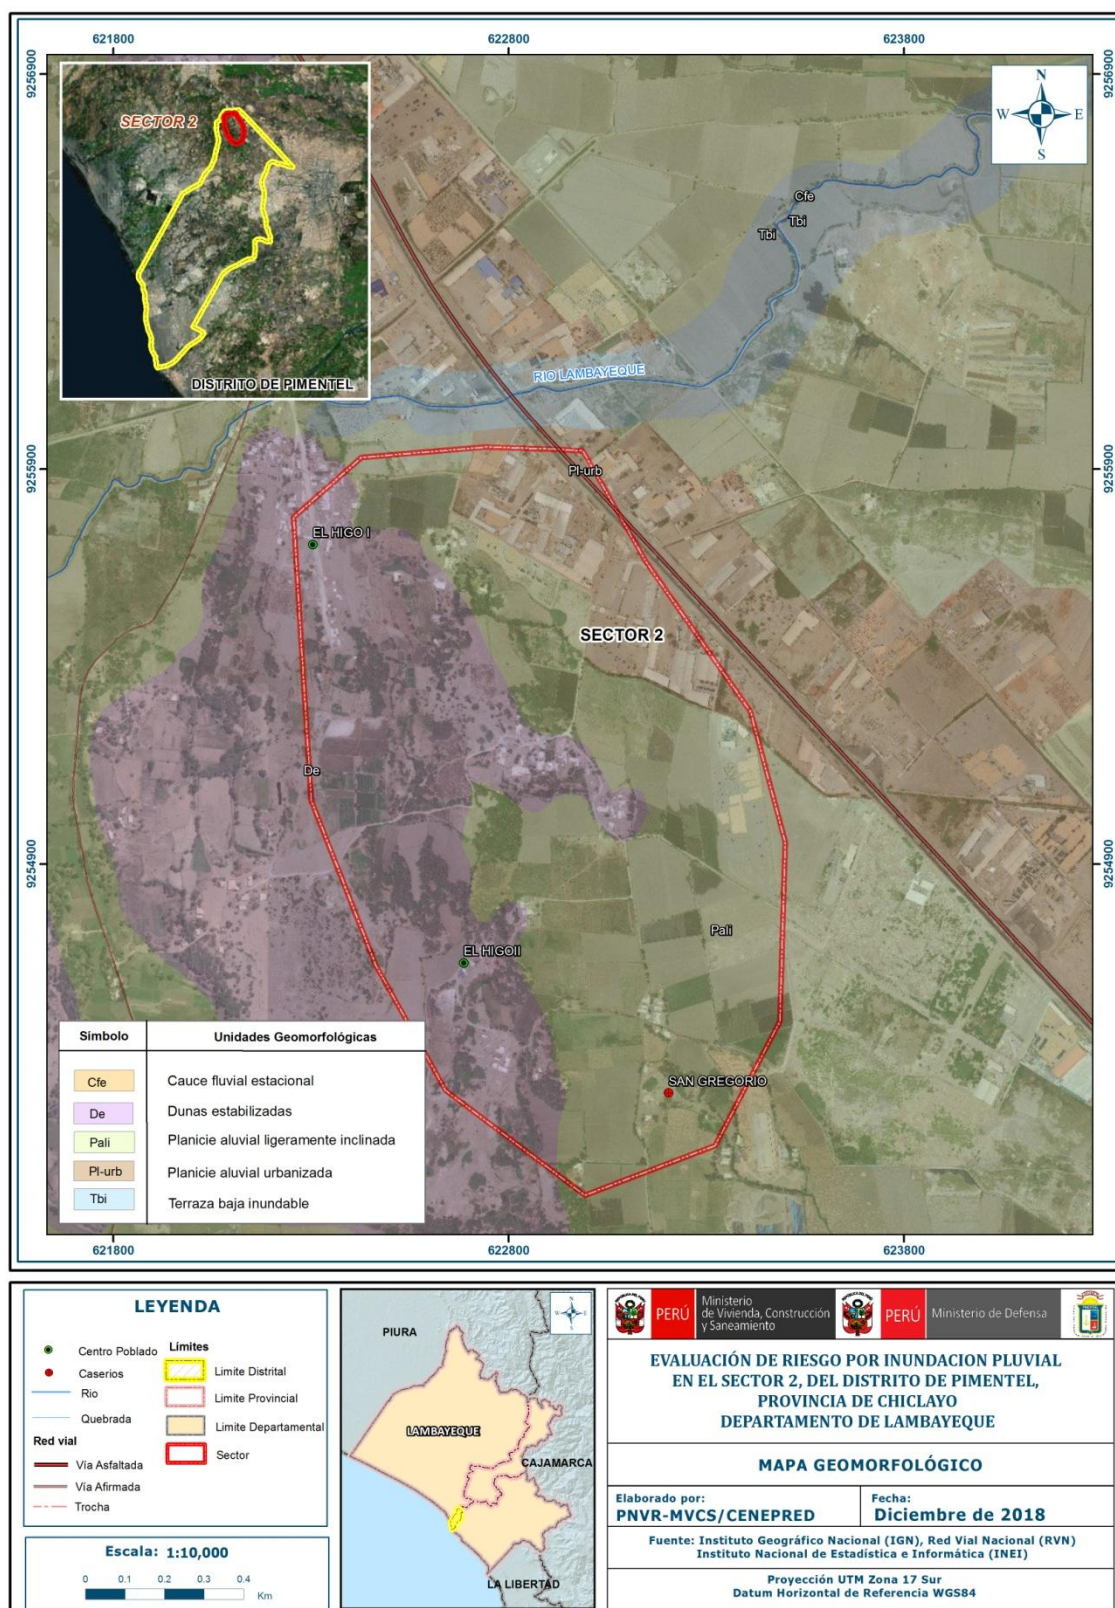 621800
622800
623800
9256900
9256900
N
W
E
S
SECTOR 2
DISTRITO DE PIMENTEL
Cfe
Tbi
Tbi
RIO LAMBAYEQUE
9255900
9255900
Pl-urb
EL HIGO I
SECTOR 2
De
9254900
9254900
Pali
EL HIGOII
SAN GREGORIO
Símbolo
Unidades Geomorfológicas
Cfe
Cauce fluvial estacional
De
Dunas estabilizadas
Pali
Planicie aluvial ligeramente inclinada
Pl-urb
Planicie aluvial urbanizada
Tbi
Terraza baja inundable
621800
622800
623800
LEYENDA
Centro Poblado
Caserios
Rio
Quebrada
Red vial
Vía Asfaltada
Vía Afirmada
Trocha
Límites
Limite Distrital
Limite Provincial
Limite Departamental
Sector
Escala: 1:10,000
0 0.1 0.2 0.3 0.4
Km
PIURA
N
W
E
S
LAMBAYEQUE
CAJAMARCA
LA LIBERTAD
PERÚ
Ministerio
de Vivienda, Construcción
y Saneamiento
PERÚ
Ministerio de Defensa
EVALUACIÓN DE RIESGO POR INUNDACION PLUVIAL
EN EL SECTOR 2, DEL DISTRITO DE PIMENTEL,
PROVINCIA DE CHICLAYO
DEPARTAMENTO DE LAMBAYEQUE
MAPA GEOMORFOLÓGICO
Elaborado por:
PNVR-MVCS/CENEPRED
Fecha:
Diciembre de 2018
Fuente: Instituto Geográfico Nacional (IGN), Red Vial Nacional (RVN)
Instituto Nacional de Estadística e Informática (INEI)
Proyección UTM Zona 17 Sur
Datum Horizontal de Referencia WGS84